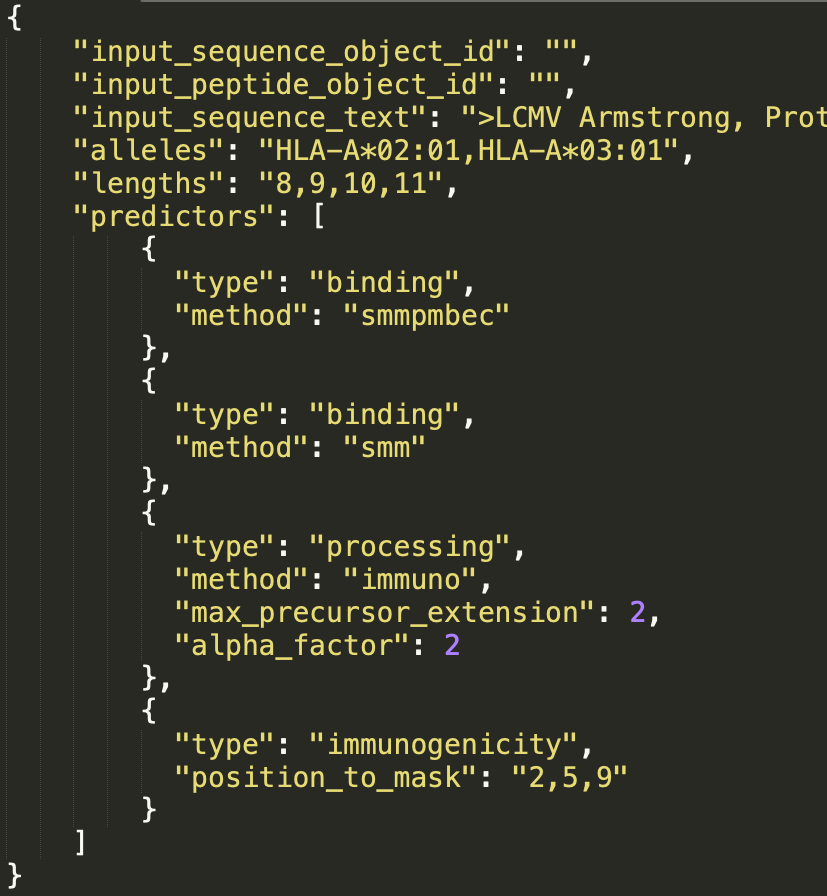 {
"input_sequence_object_id": "",
"input_peptide_object_id": "",
"input_sequence_text": ">LCMV Armstrong, Prot
"alleles": "HLA-A*02:01,HLA-A*03:01",
"lengths": "8,9,10,11",
"predictors": [
{
"type": "binding",
"method": "smmpmbec"
},
{
"type": "binding",
"method": "smm"
},
{
"type": "processing",
"method": "immuno",
"max_precursor_extension": 2,
"alpha_factor": 2
},
{
"type": "immunogenicity",
"position_to_mask": "2,5,9"
}
]
}